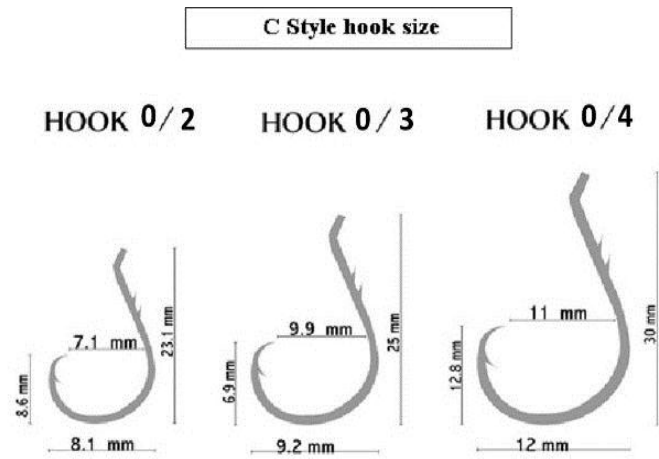 C Style hook size
HOOK 0/2
HOOK 0/3
HOOK 0/4
7.1 mm
23.1 mm
8.6 mm
8.1 mm
9.9 mm
25 mm
6.9 mm
9.2 mm
11 mm
30 mm
12.8 mm
12 mm